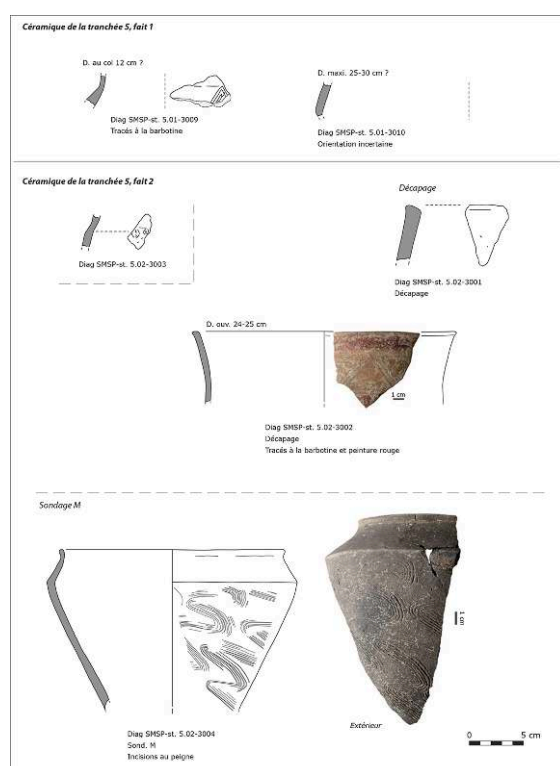 Céramique de la tranchée S, fait 1
D. au col 12 cm ?
D. maxi. 25-30 cm ?
Diag SMSP-st. 5.01-3009
Tracés à la barbotine
Diag SMSP-st. 5.01-3010
Orientation incertaine
Céramique de la tranchée S, fait 2
Décapage
Diag SMSP-st. 5.02-3003
Diag SMSP-st. 5.02-3001
Décapage
D. ouv. 24-25 cm
1 cm
Diag SMSP-st. 5.02-3002
Décapage
Tracés à la barbotine et peinture rouge
Sondage M
1 cm
Extérieur
Diag SMSP-st. 5.02-3004
Sond. M
Incisions au peigne
0 5 cm